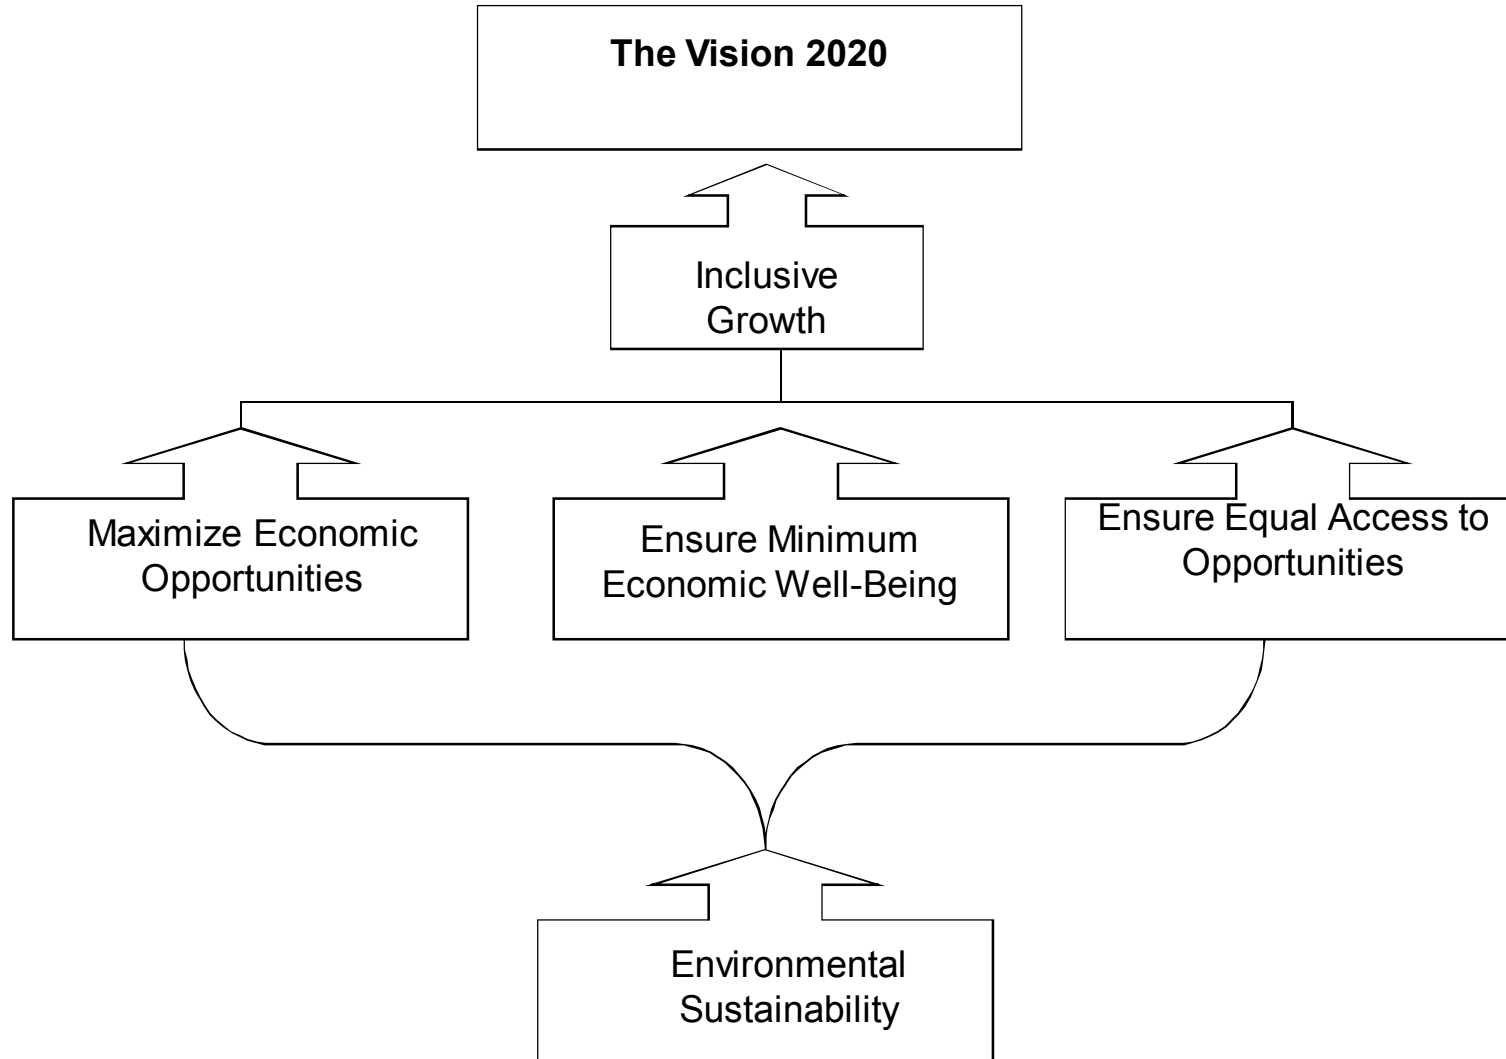 The Vision 2020
Inclusive
Growth
Maximize Economic
Opportunities
Ensure Minimum
Economic Well-Being
Ensure Equal Access to
Opportunities
Environmental
Sustainability